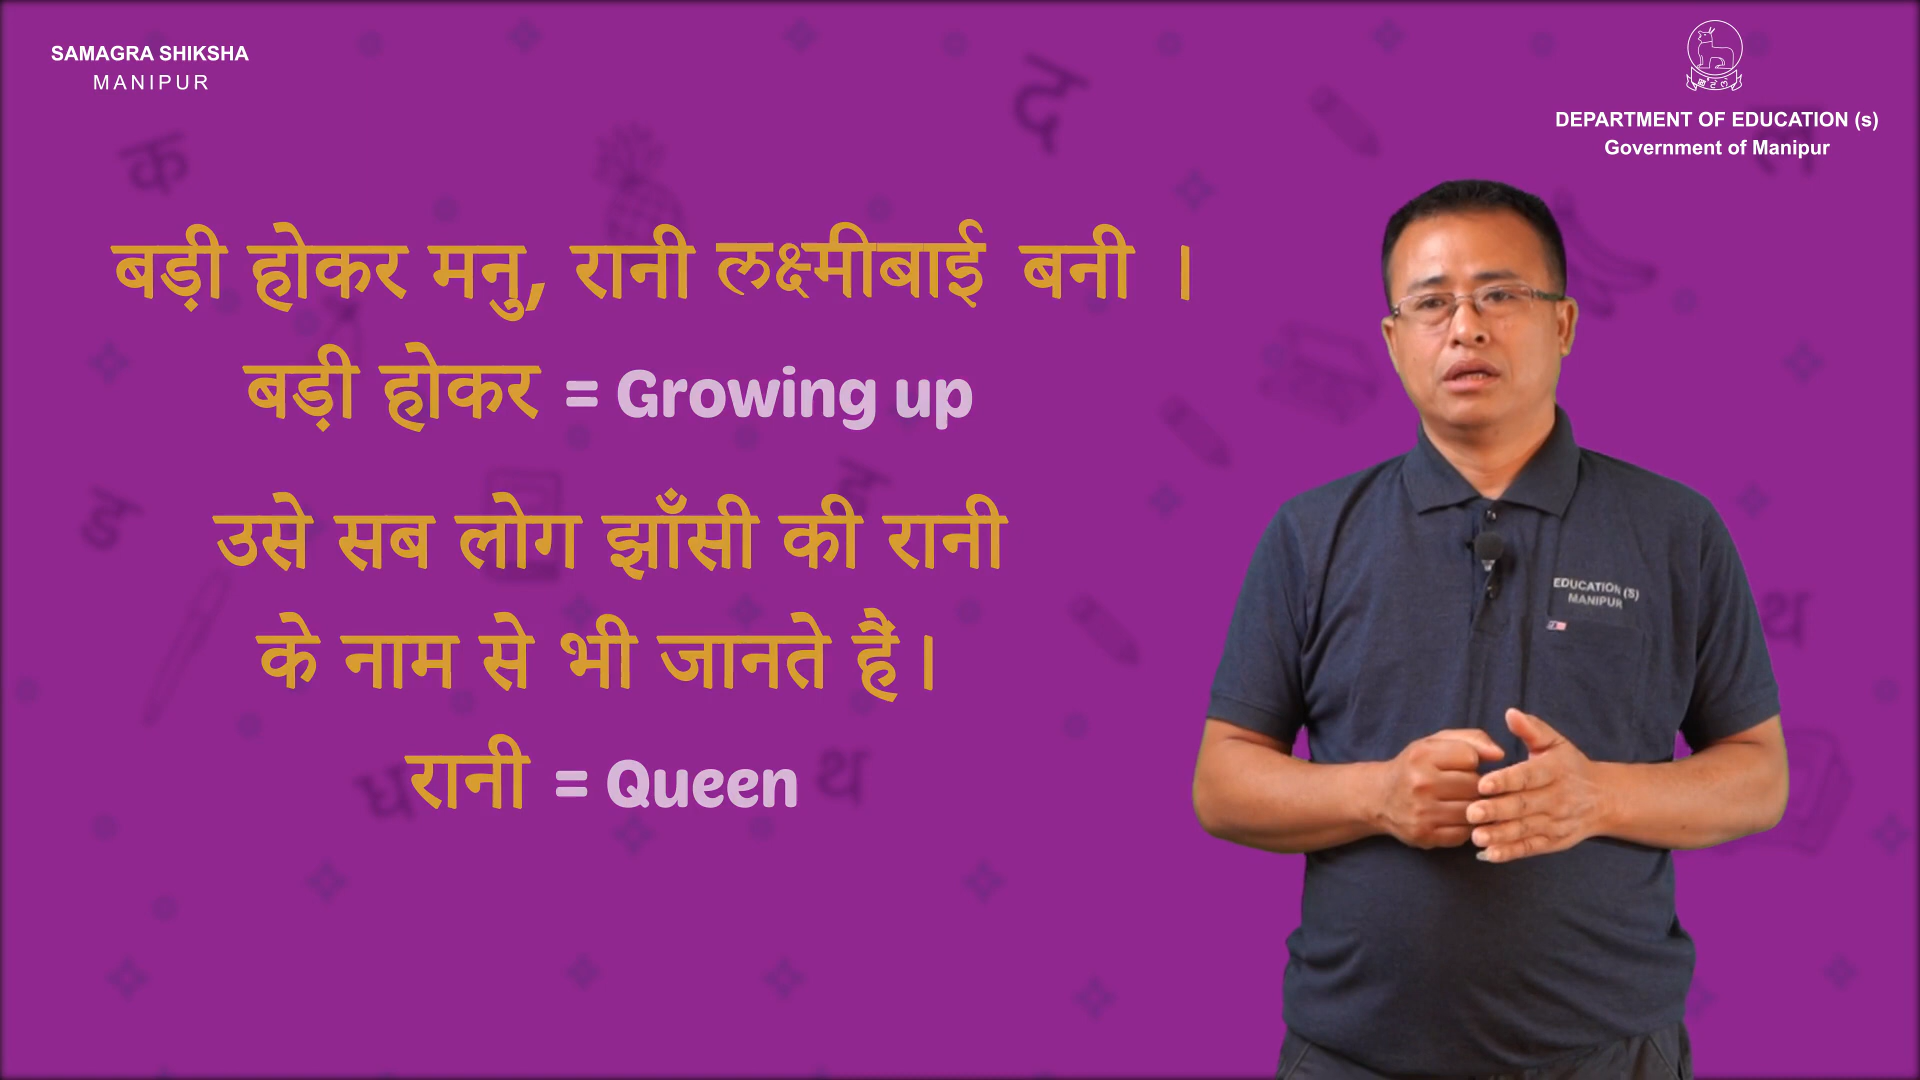 SAMAGRA SHIKSHA
MANIPUR
DEPARTMENT OF EDUCATION (s)
Government of Manipur
बड़ी होकर मनु, रानी लक्ष्मीबाई बनी ।
बड़ी होकर = Growing up
उसे सब लोग झाँसी की रानी
के नाम से भी जानते हैं।
रानी = Queen
EDUCATION (S)
MANIPUR
क
द
ल
ड
ह
थ
ध
थ